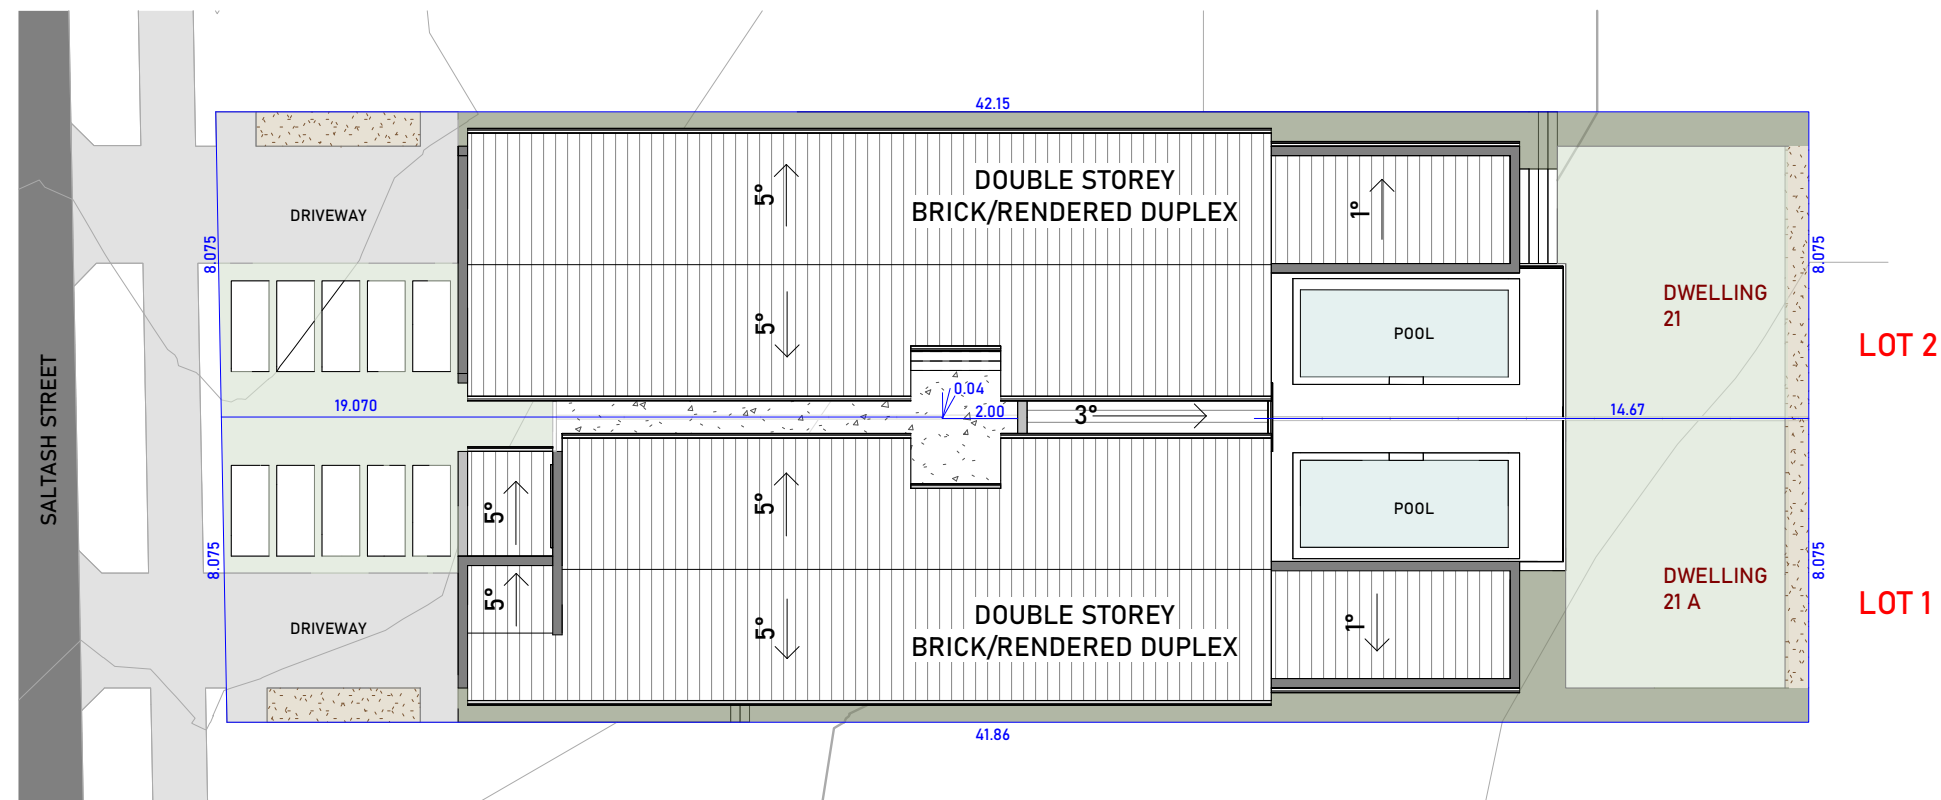 42.15
DOUBLE STOREY
BRICK/RENDERED DUPLEX
5°
1°
DRIVEWAY
8.075
8.075
DWELLING
21
5°
POOL
LOT 2
SALTASH STREET
19.070
0.04
2.00
3°
14.67
5°
5°
POOL
8.075
8.075
DWELLING
21 A
LOT 1
5°
DRIVEWAY
5°
DOUBLE STOREY
BRICK/RENDERED DUPLEX
1°
41.86